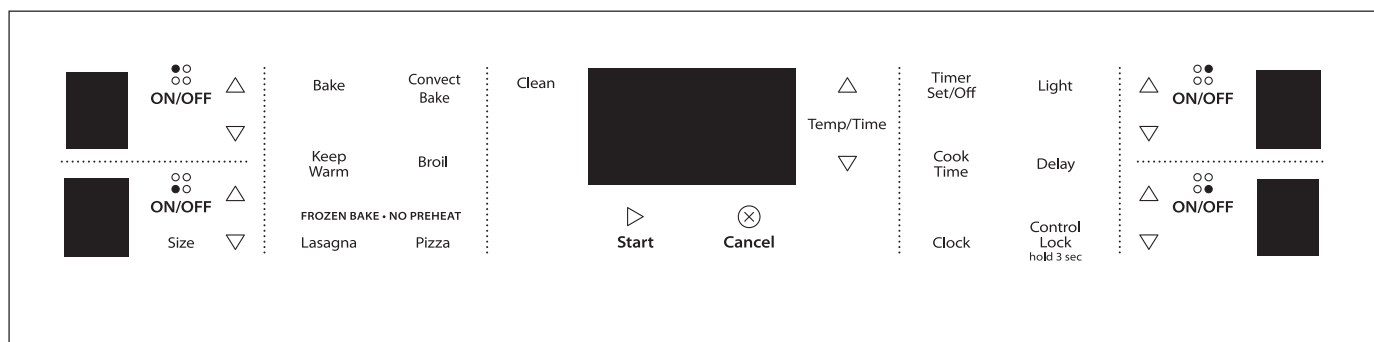 ON/OFF
ON/OFF
Size
Bake
Convect
Bake
Keep
Warm
Broil
FROZEN BAKE • NO PREHEAT
Lasagna
Pizza
Clean
Temp/Time
Start
Cancel
Timer
Set/Off
Light
Cook
Time
Delay
Clock
Control
Lock
hold 3 sec
ON/OFF
ON/OFF